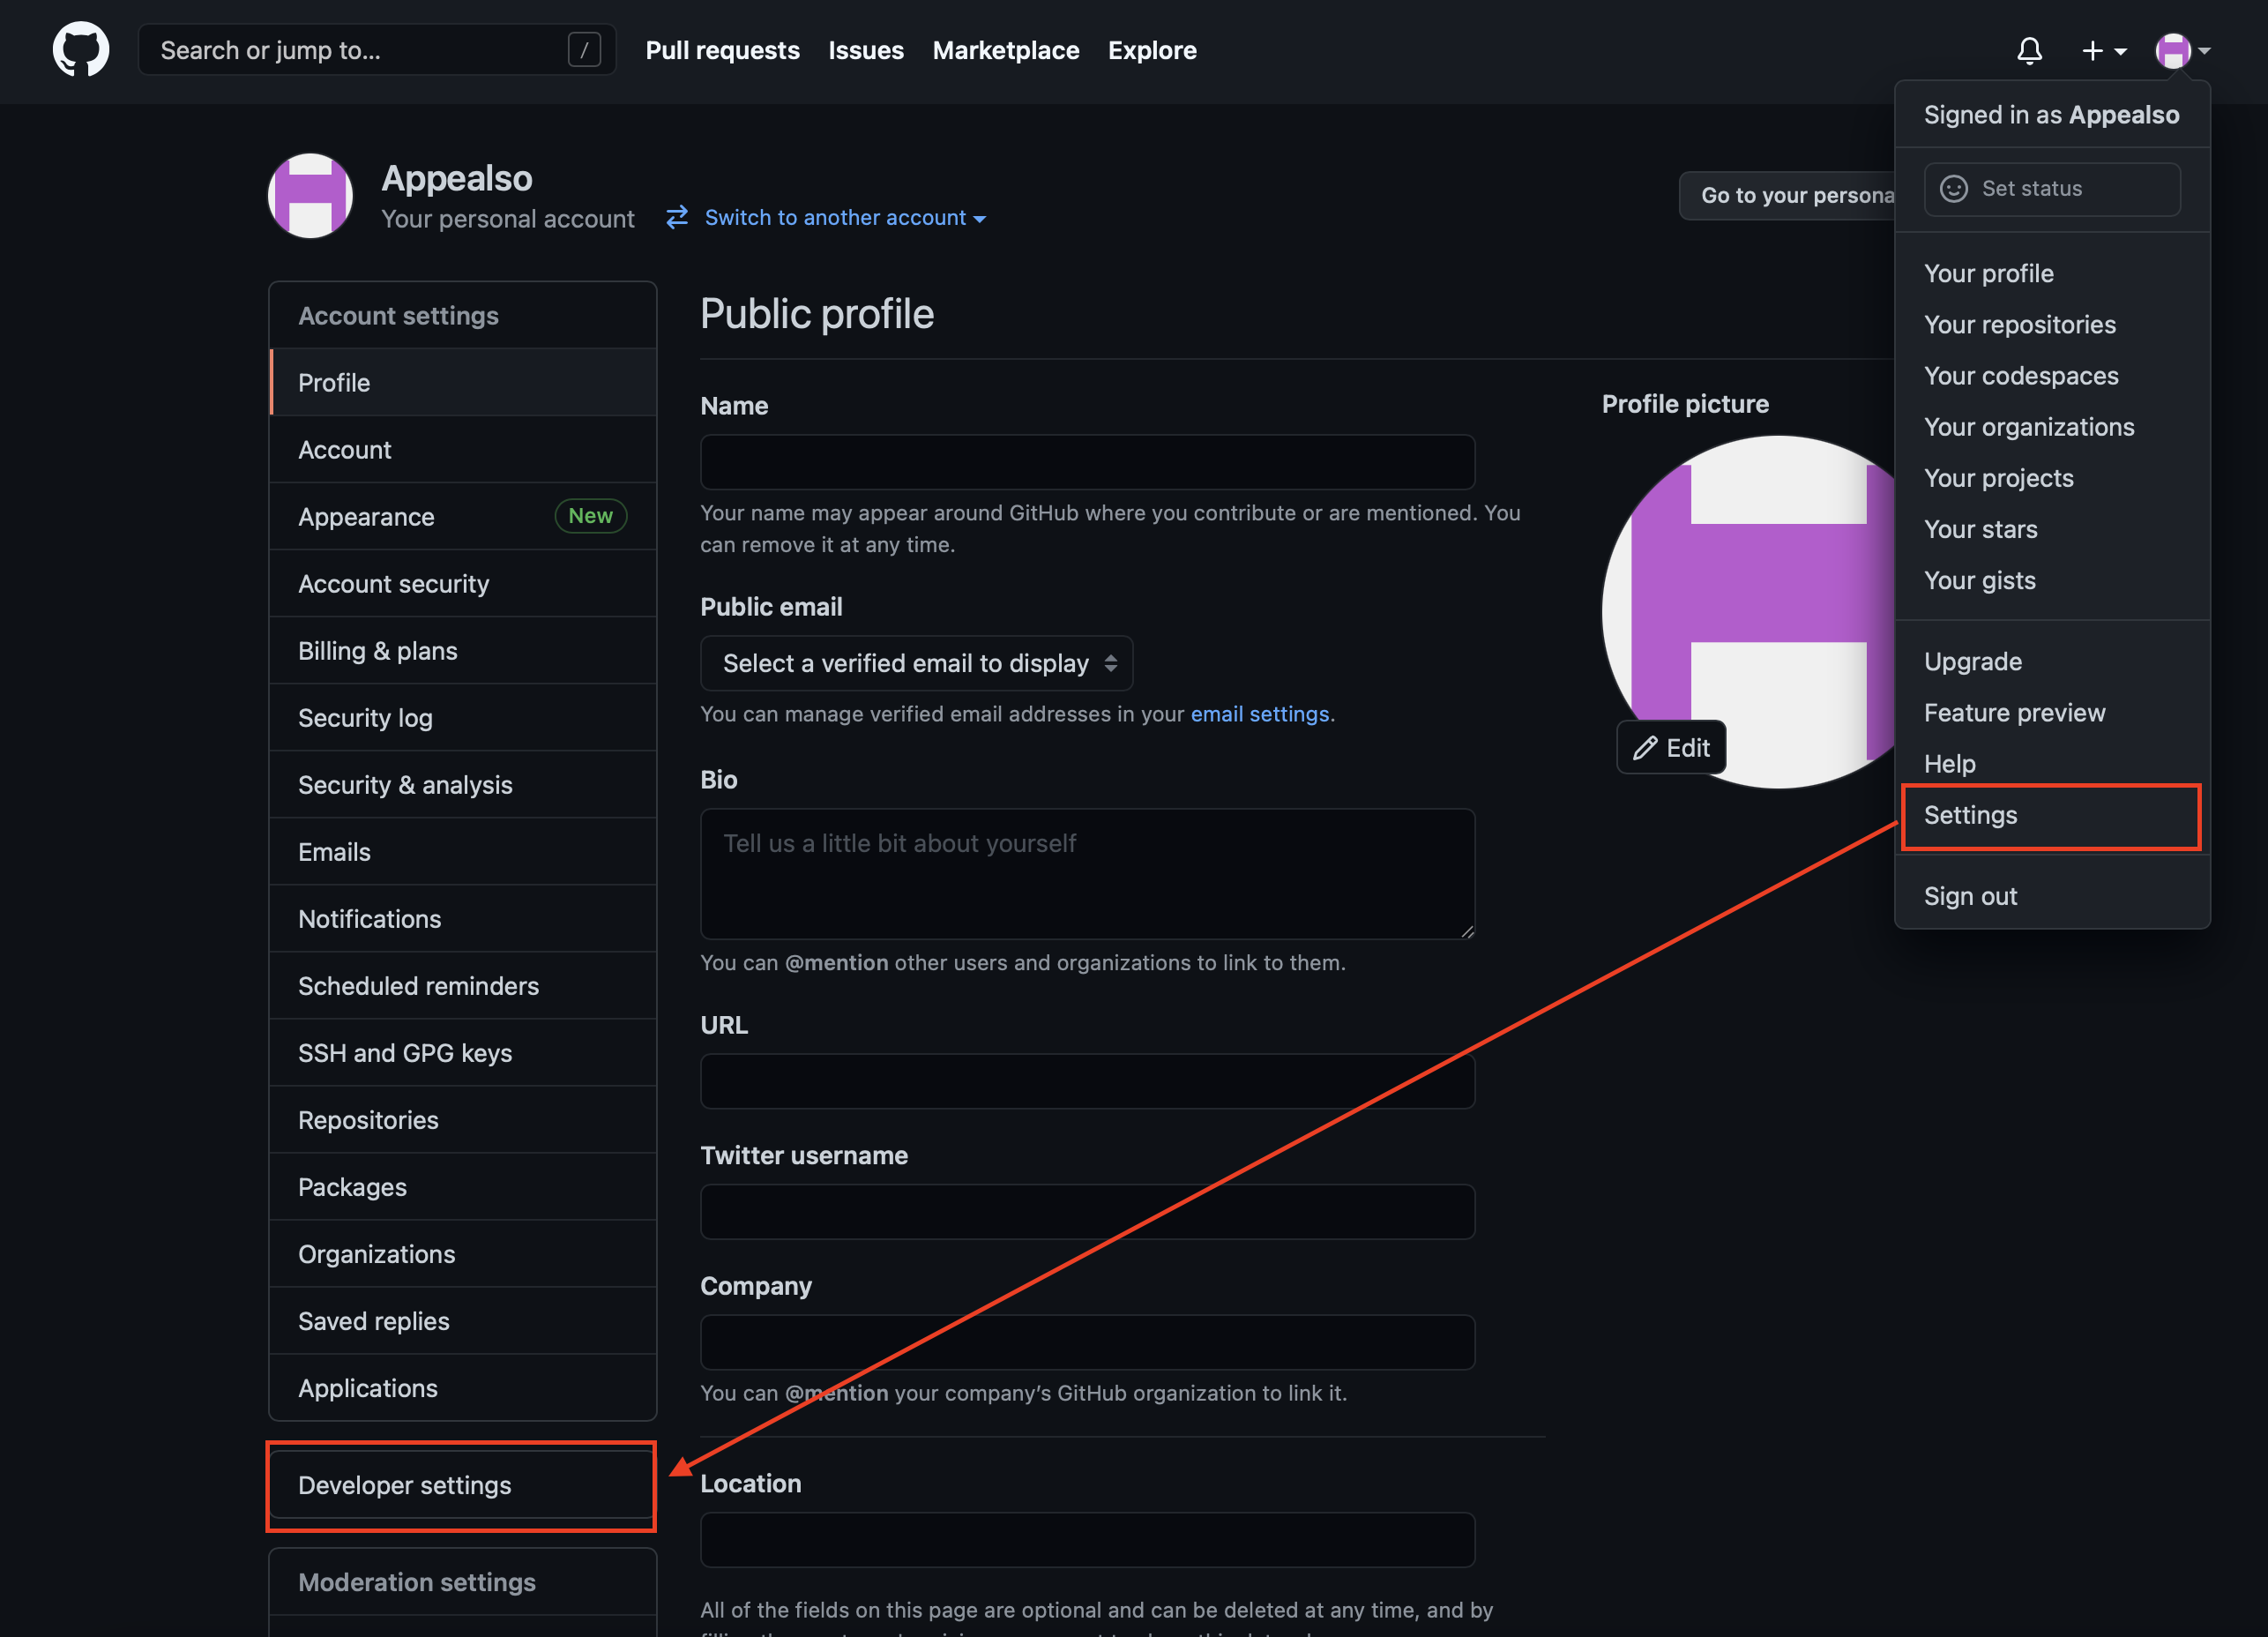 Search or jump to...
/
Pull requests
Issues
Marketplace
Explore
Signed in as Appealso
Set status
Your profile
Your repositories
Your codespaces
Your organizations
Your projects
Your stars
Your gists
Upgrade
Feature preview
Help
Settings
Sign out
Appealso
Your personal account
Switch to another account
Go to your persona
Account settings
Profile
Account
Appearance
New
Account security
Billing & plans
Security log
Security & analysis
Emails
Notifications
Scheduled reminders
SSH and GPG keys
Repositories
Packages
Organizations
Saved replies
Applications
Developer settings
Moderation settings
Public profile
Name
Your name may appear around GitHub where you contribute or are mentioned. You
can remove it at any time.
Public email
Select a verified email to display
You can manage verified email addresses in your email settings.
Bio
Tell us a little bit about yourself
You can @mention other users and organizations to link to them.
URL
Twitter username
Company
You can @mention your company’s GitHub organization to link it.
Location
All of the fields on this page are optional and can be deleted at any time, and by
Profile picture
Edit